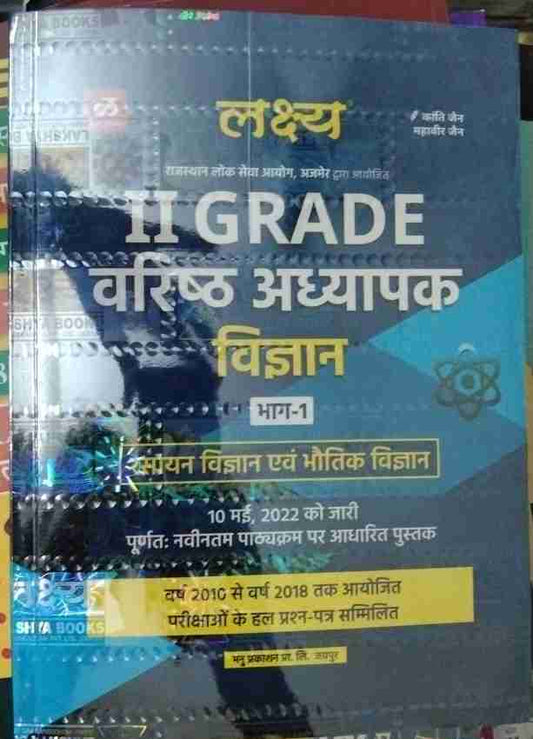 लक्ष्य
कांति जैन
महावीर जैन
राजस्थान लोक सेवा आयोग, अजमेर द्वारा आयोजित
II GRADE
वरिष्ठ अध्यापक
विज्ञान
भाग-1
रसायन विज्ञान एवं भौतिक विज्ञान
10 मई, 2022 को जारी
पूर्णत: नवीनतम पाठ्यक्रम पर आधारित पुस्तक
वर्ष 2010 से वर्ष 2018 तक आयोजित
परीक्षाओं के हल प्रश्न-पत्र सम्मिलित
SHYA BOOKS
मनु प्रकाशन प्रा. लि. जयपुर